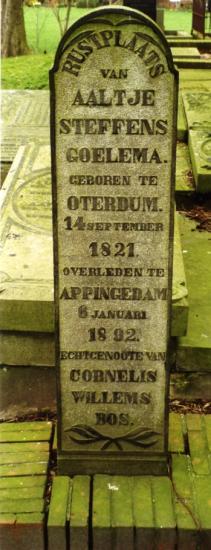 RUSTPLAATS
VAN
AALTJE
STEFFENS
GOELEMA.
GEBOREN TE
OTERDUM.
14 SEPTEMBER
1821.
OVERLEDEN TE
APPINGEDAM
6 JANUARI
1892.
ECHTGENOOTE VAN
CORNELIS
WILLEMS
BOS.